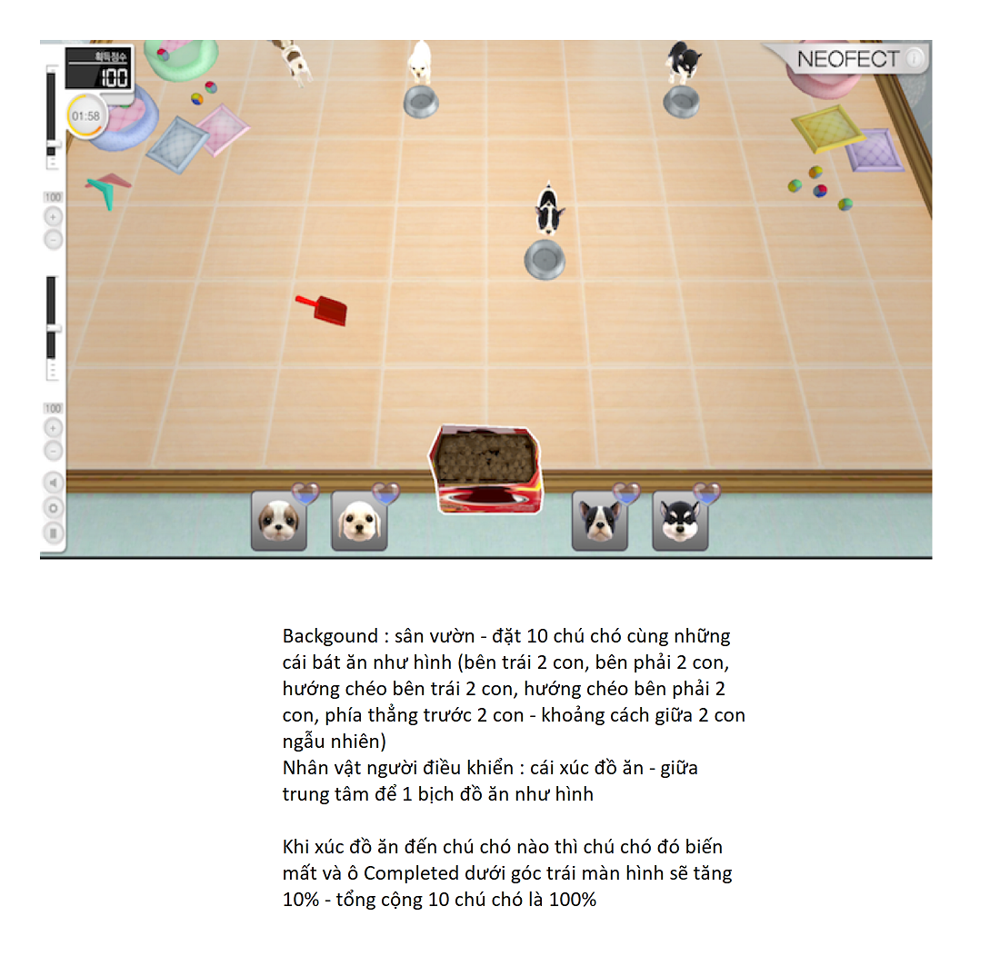 획득점수
100
NEOFECT
01:58
100
100
Backgound : sân vườn - đặt 10 chú chó cùng những
cái bát ăn như hình (bên trái 2 con, bên phải 2 con,
hướng chéo bên trái 2 con, hướng chéo bên phải 2
con, phía thẳng trước 2 con - khoảng cách giữa 2 con
ngẫu nhiên)
Nhân vật người điều khiển : cái xúc đồ ăn - giữa
trung tâm để 1 bịch đồ ăn như hình
Khi xúc đồ ăn đến chú chó nào thì chú chó đó biến
mất và ô Completed dưới góc trái màn hình sẽ tăng
10% - tổng cộng 10 chú chó là 100%